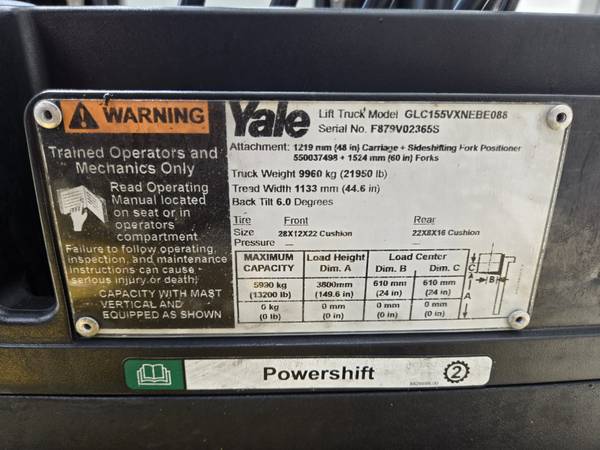 WARNING
Trained Operators and
Mechanics Only
Read Operating
Manual located
on seat or in
operators
compartment
Failure to follow operating,
inspection, and maintenance
instructions can cause
serious injury or death!
CAPACITY WITH MAST
VERTICAL AND
EQUIPPED AS SHOWN
Yale
Lift Truck Model GLC155VXNEBE088
Serial No. F879V02365S
Attachment: 1219 mm (48 in) Carriage + Sideshifting Fork Positioner
550037498 + 1524 mm (60 in) Forks
Truck Weight 9960 kg (21950 lb)
Tread Width 1133 mm (44.6 in)
Back Tilt 6.0 Degrees
Tire Front Rear
Size 28X12X22 Cushion 22X8X16 Cushion
Pressure — —
MAXIMUM CAPACITY Load Height Dim. A Load Center Dim. B Dim. C
5930 kg 3800mm 610 mm 610 mm
(13200 lb) (149.6 in) (24 in) (24 in)
0 kg 0 mm 0 mm 0 mm
(0 lb) (0 in) (0 in) (0 in)
C
B
A
Powershift
2